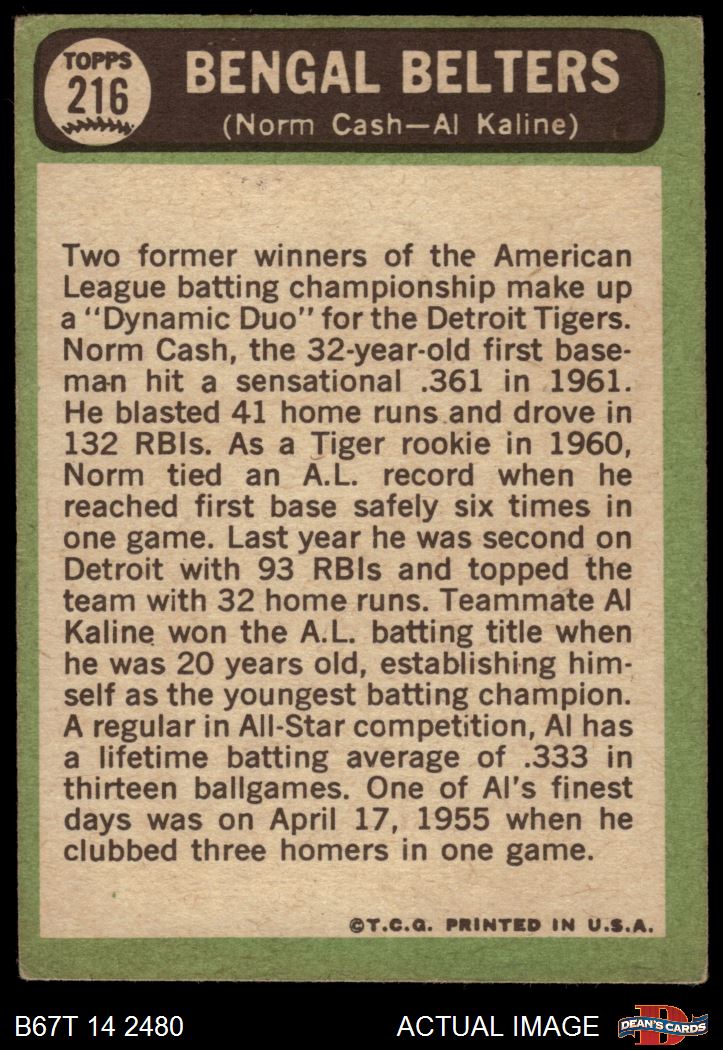 TOPPS
216
BENGAL BELTERS
(Norm Cash—Al Kaline)
Two former winners of the American
League batting championship make up
a "Dynamic Duo" for the Detroit Tigers.
Norm Cash, the 32-year-old first base-
man hit a sensational .361 in 1961.
He blasted 41 home runs and drove in
132 RBIs. As a Tiger rookie in 1960,
Norm tied an A.L. record when he
reached first base safely six times in
one game. Last year he was second on
Detroit with 93 RBIs and topped the
team with 32 home runs. Teammate Al
Kaline won the A.L. batting title when
he was 20 years old, establishing him-
self as the youngest batting champion.
A regular in All-Star competition, Al has
a lifetime batting average of .333 in
thirteen ballgames. One of Al's finest
days was on April 17, 1955 when he
clubbed three homers in one game.
©T.C.G. PRINTED IN U.S.A.
B67T 14 2480
ACTUAL IMAGE
D
DEAN'S CARDS